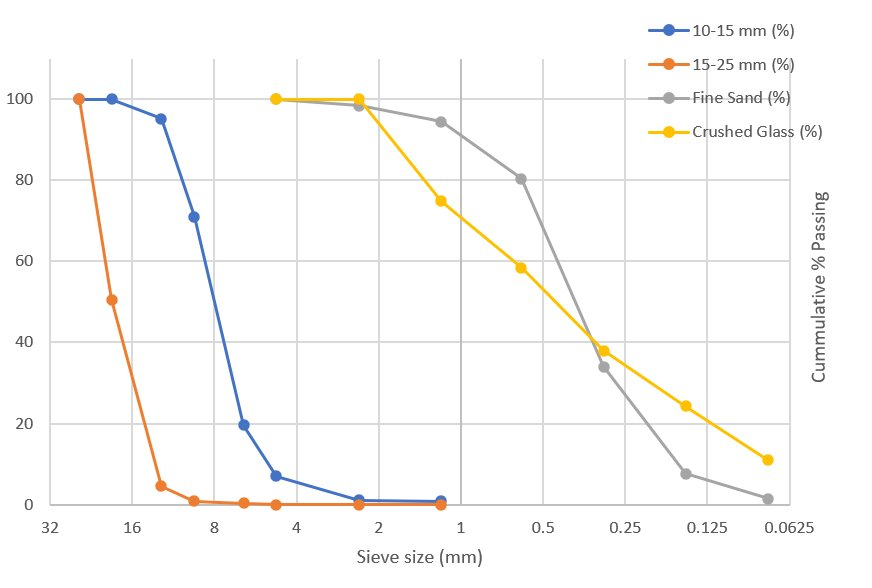 10-15 mm (%)
15-25 mm (%)
Fine Sand (%)
Crushed Glass (%)
100
80
60
40
20
0
32 16 8 4 2 1 0.5 0.25 0.125 0.0625
Sieve size (mm)
Cummulative % Passing